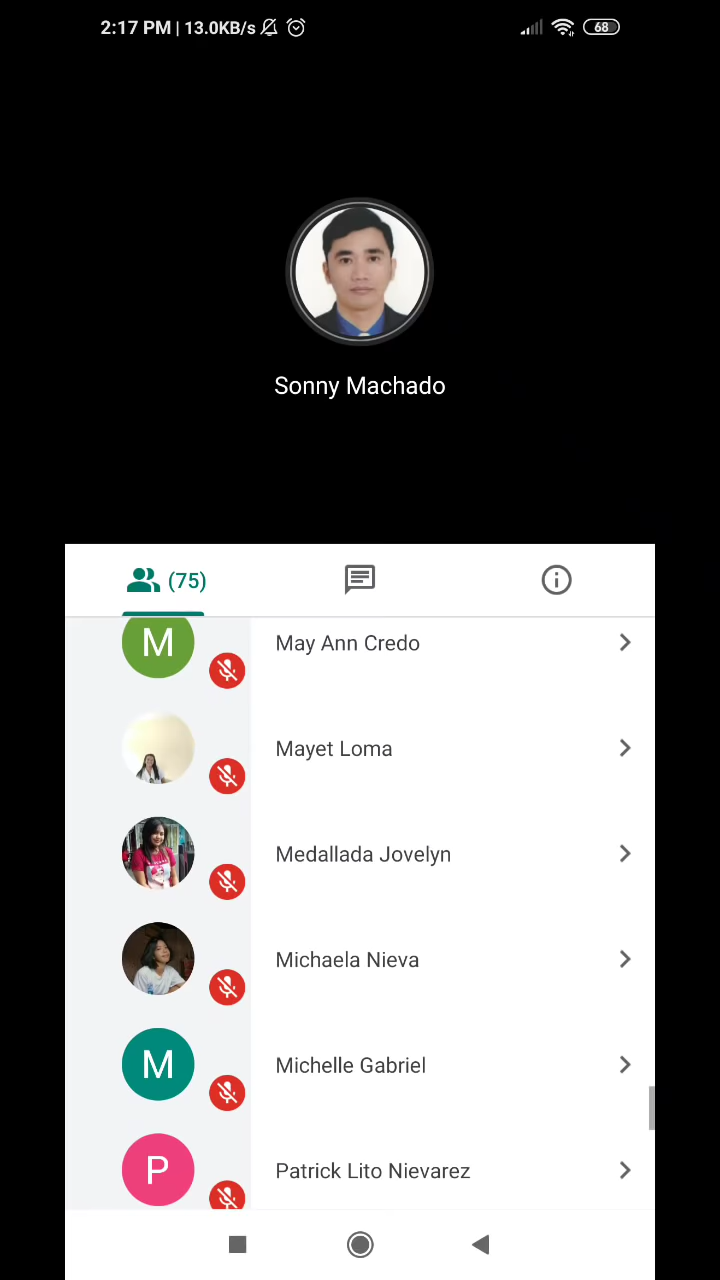 2:17 PM | 13.0KB/s
68
Sonny Machado
(75)
M
May Ann Credo
Mayet Loma
Medallada Jovelyn
Michaela Nieva
M
Michelle Gabriel
P
Patrick Lito Nievarez